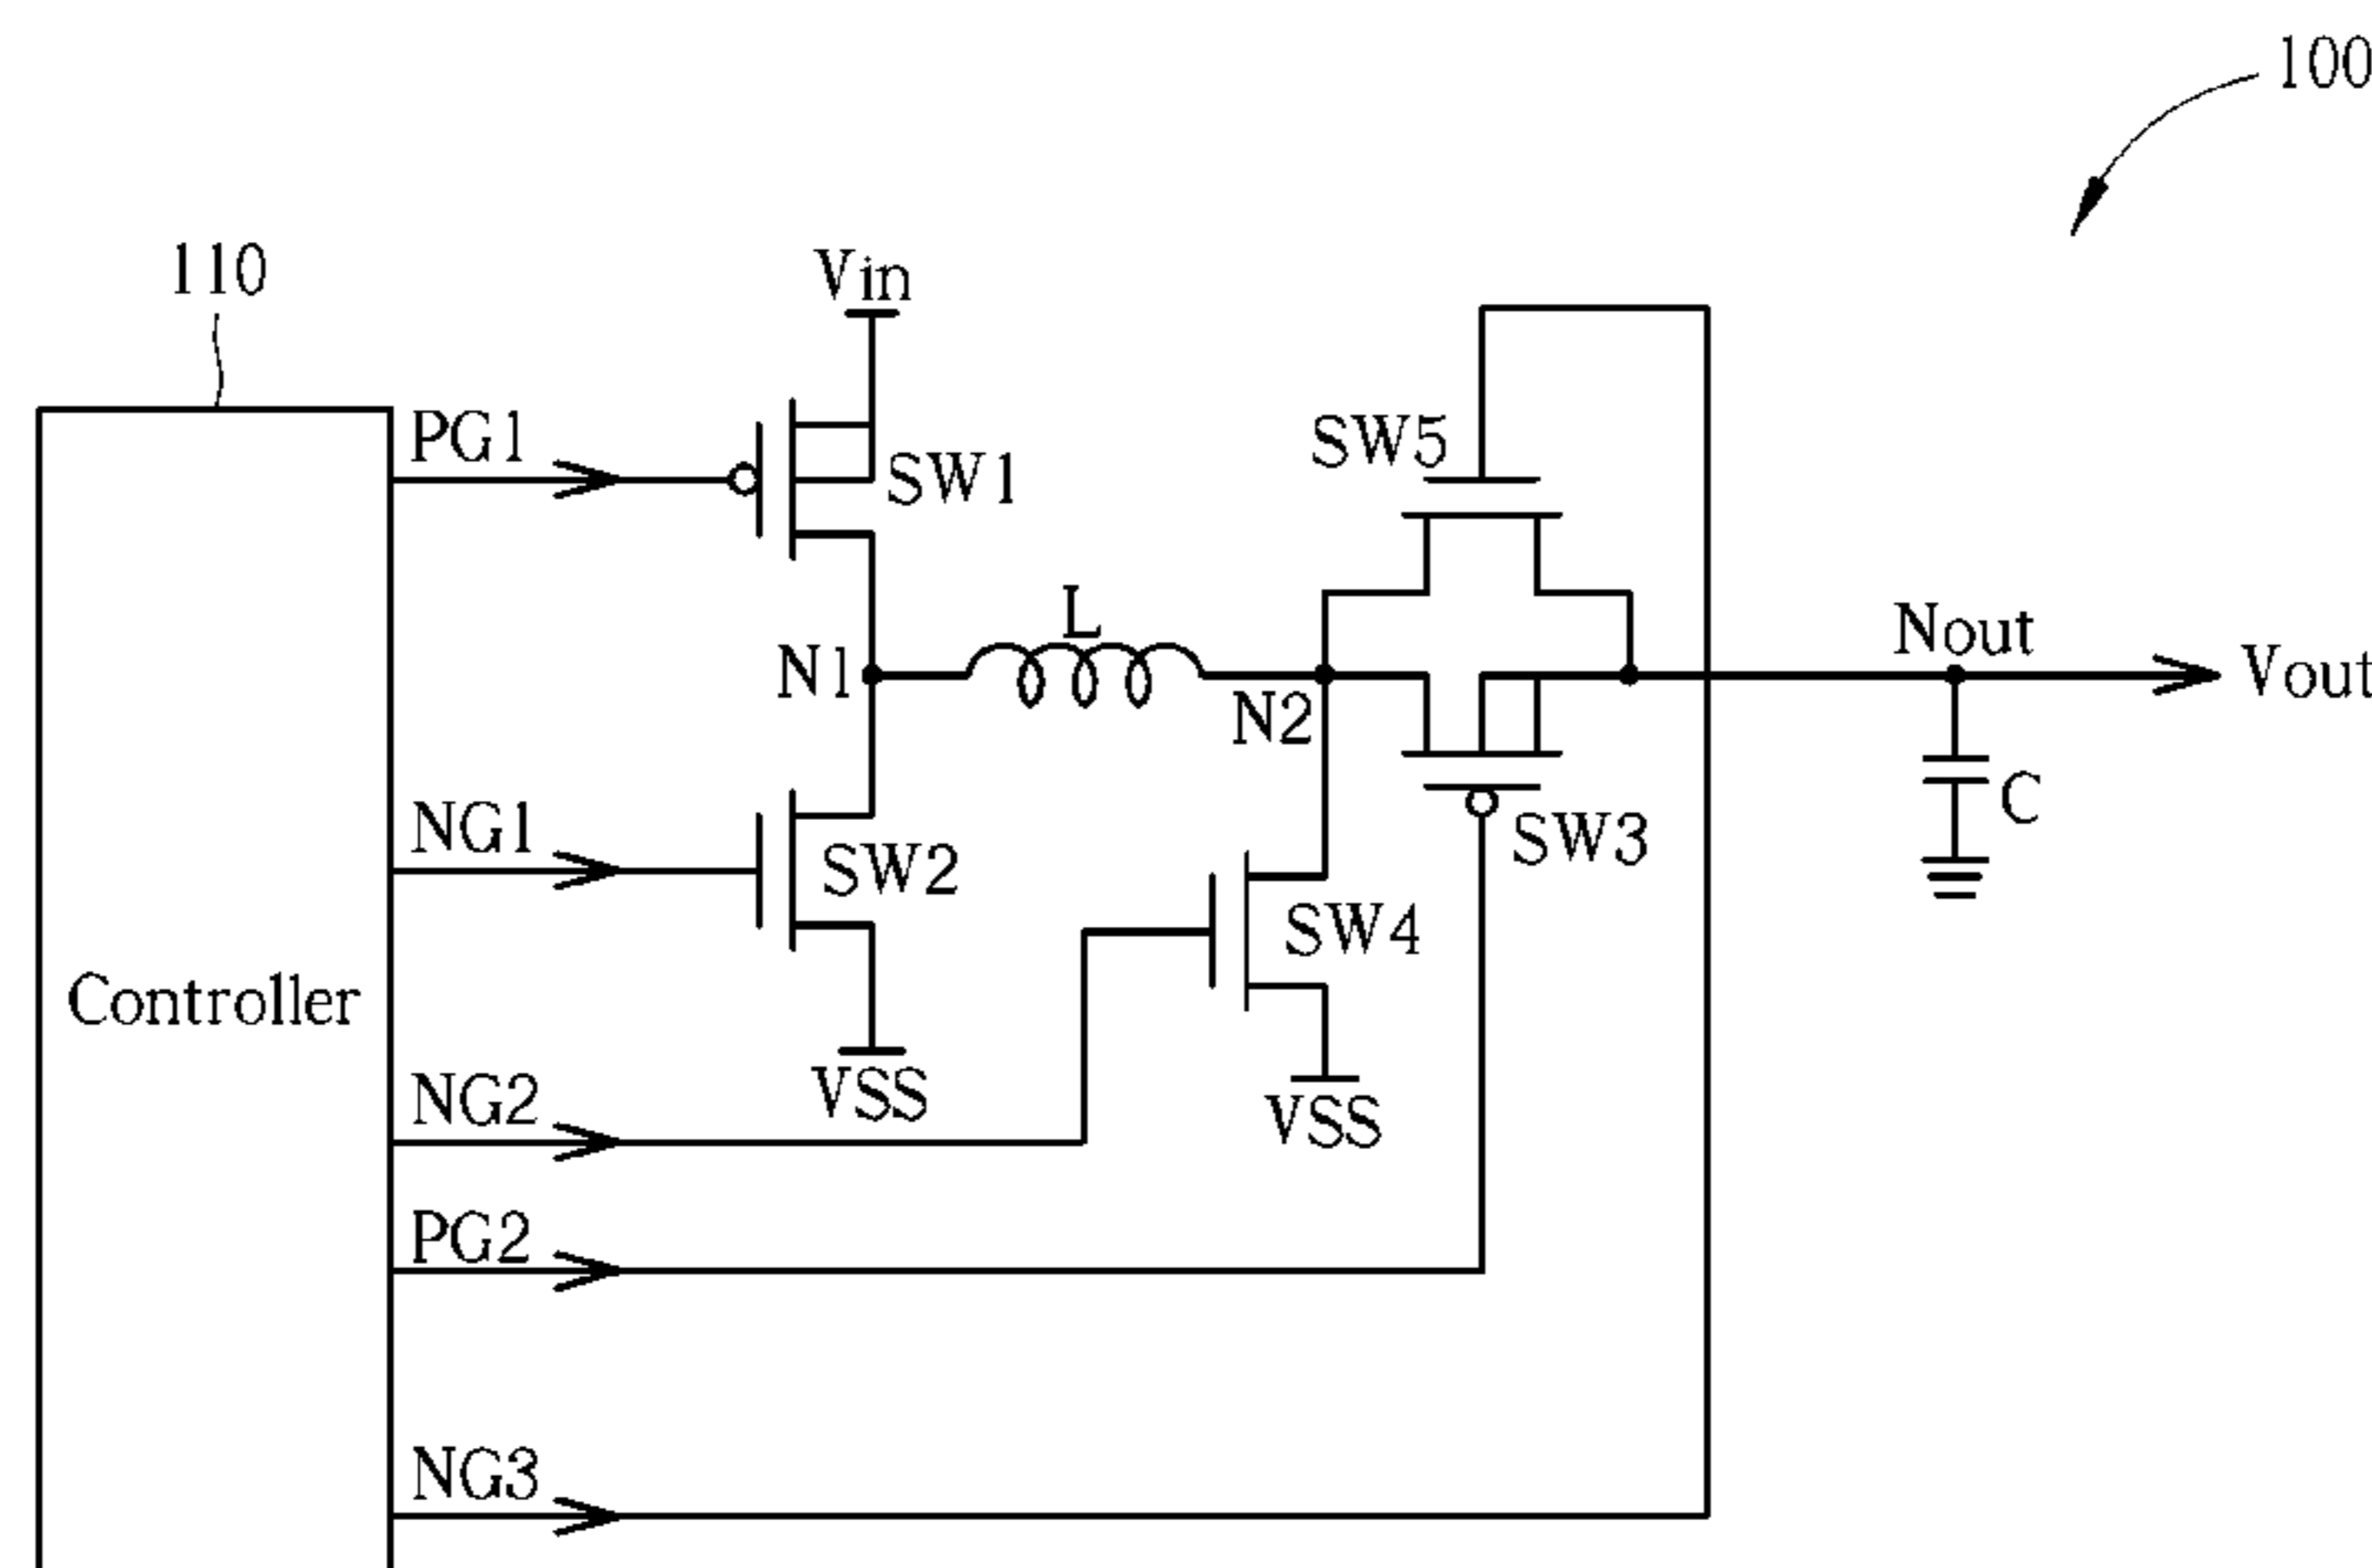 100
110
Vin
PG1
SW1
SW5
L
N1
N2
Nout
Vout
NG1
SW2
SW3
C
SW4
Controller
VSS
NG2
VSS
PG2
NG3